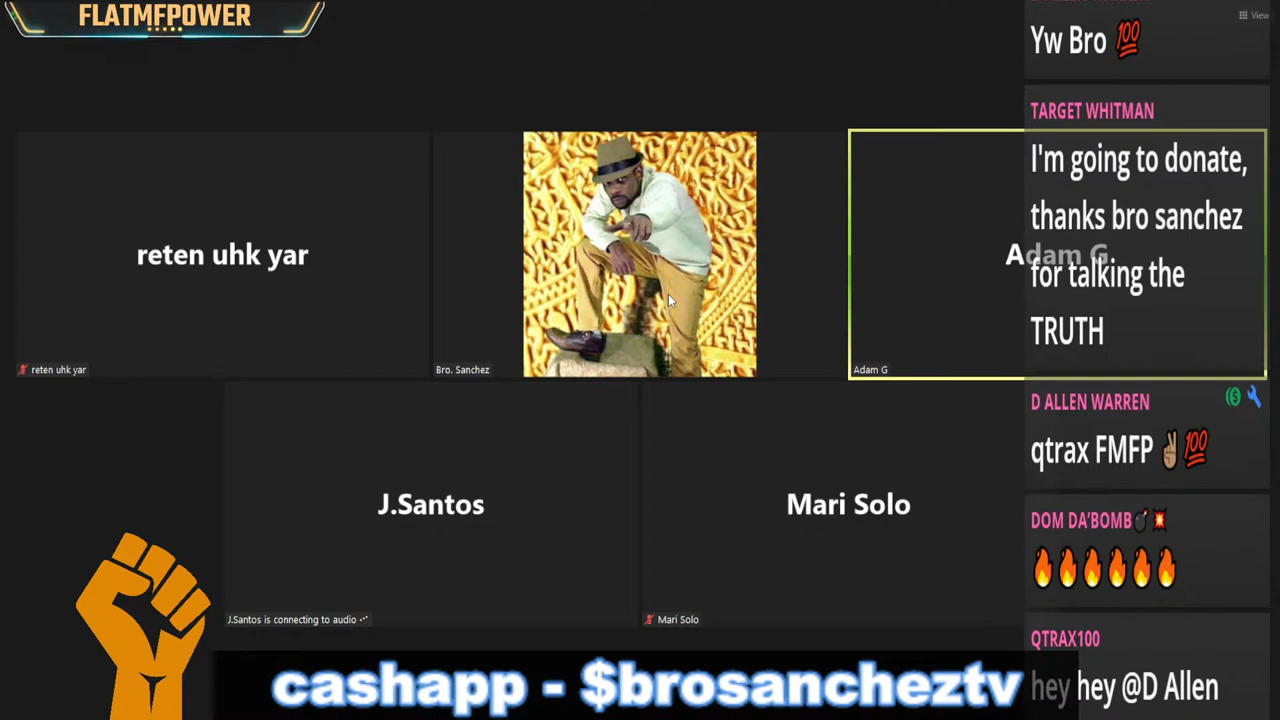 FLATMFPOWER
View
Yw Bro 💯
TARGET WHITMAN
I'm going to donate,
thanks bro sanchez
for talking the
TRUTH
reten uhk yar
Adam G
reten uhk yar
Bro. Sanchez
Adam G
D ALLEN WARREN
qtrax FMFP ✌🏽💯
J.Santos
Mari Solo
DOM DA'BOMB💣💥
🔥🔥🔥🔥🔥🔥
J.Santos is connecting to audio
Mari Solo
QTRAX100
hey hey @D Allen
cashapp - $brosancheztv